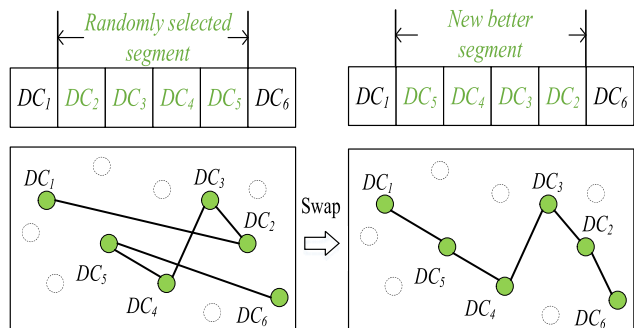 Randomly selected
segment
DC1 DC2 DC3 DC4 DC5 DC6
DC1
DC3
DC2
DC5
DC4
DC6
Swap
New better
segment
DC1 DC5 DC4 DC3 DC2 DC6
DC1
DC3
DC2
DC5
DC4
DC6